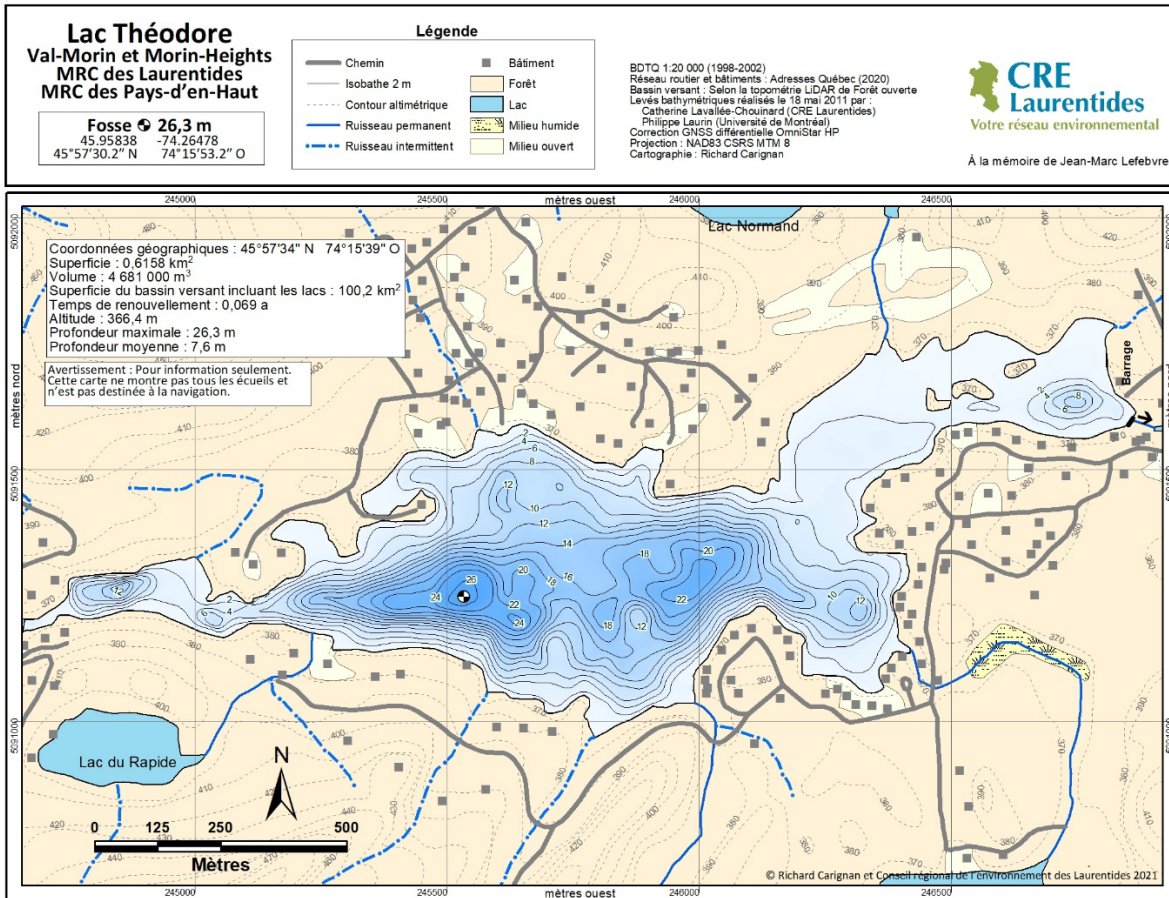 Lac Théodore
Val-Morin et Morin-Heights
MRC des Laurentides
MRC des Pays-d'en-Haut
Fosse 26,3 m
45.95838 -74.26478
45°57'30.2" N 74°15'53.2" O
Légende
Chemin
Isobathe 2 m
Contour altimétrique
Ruisseau permanent
Ruisseau intermittent
Bâtiment
Forêt
Lac
Milieu humide
Milieu ouvert
BDTQ 1:20 000 (1998-2002)
Réseau routier et bâtiments : Adresses Québec (2020)
Bassin versant : Selon la topométrie LiDAR de Forêt ouverte
Levés bathymétriques réalisés le 18 mai 2011 par :
Catherine Lavallée-Chouinard (CRE Laurentides)
Philippe Laurin (Université de Montréal)
Correction GNSS différentielle OmniStar HP
Projection : NAD83 CSRS MTM 8
Cartographie : Richard Carignan
CRE
Laurentides
Votre réseau environnemental
À la mémoire de Jean-Marc Lefebvre
245000
245500
mètres ouest
246000
246500
5092000
mètres nord
5091500
5091000
Coordonnées géographiques : 45°57'34" N 74°15'39" O
Superficie : 0,6158 km²
Volume : 4 681 000 m³
Superficie du bassin versant incluant les lacs : 100,2 km²
Temps de renouvellement : 0,069 a
Altitude : 366,4 m
Profondeur maximale : 26,3 m
Profondeur moyenne : 7,6 m
Avertissement : Pour information seulement.
Cette carte ne montre pas tous les écueils et
n'est pas destinée à la navigation.
Lac Normand
Barrage
Lac du Rapide
N
0 125 250 500
Mètres
245000
245500
mètres ouest
246000
246500
© Richard Carignan et Conseil régional de l'environnement des Laurentides 2021